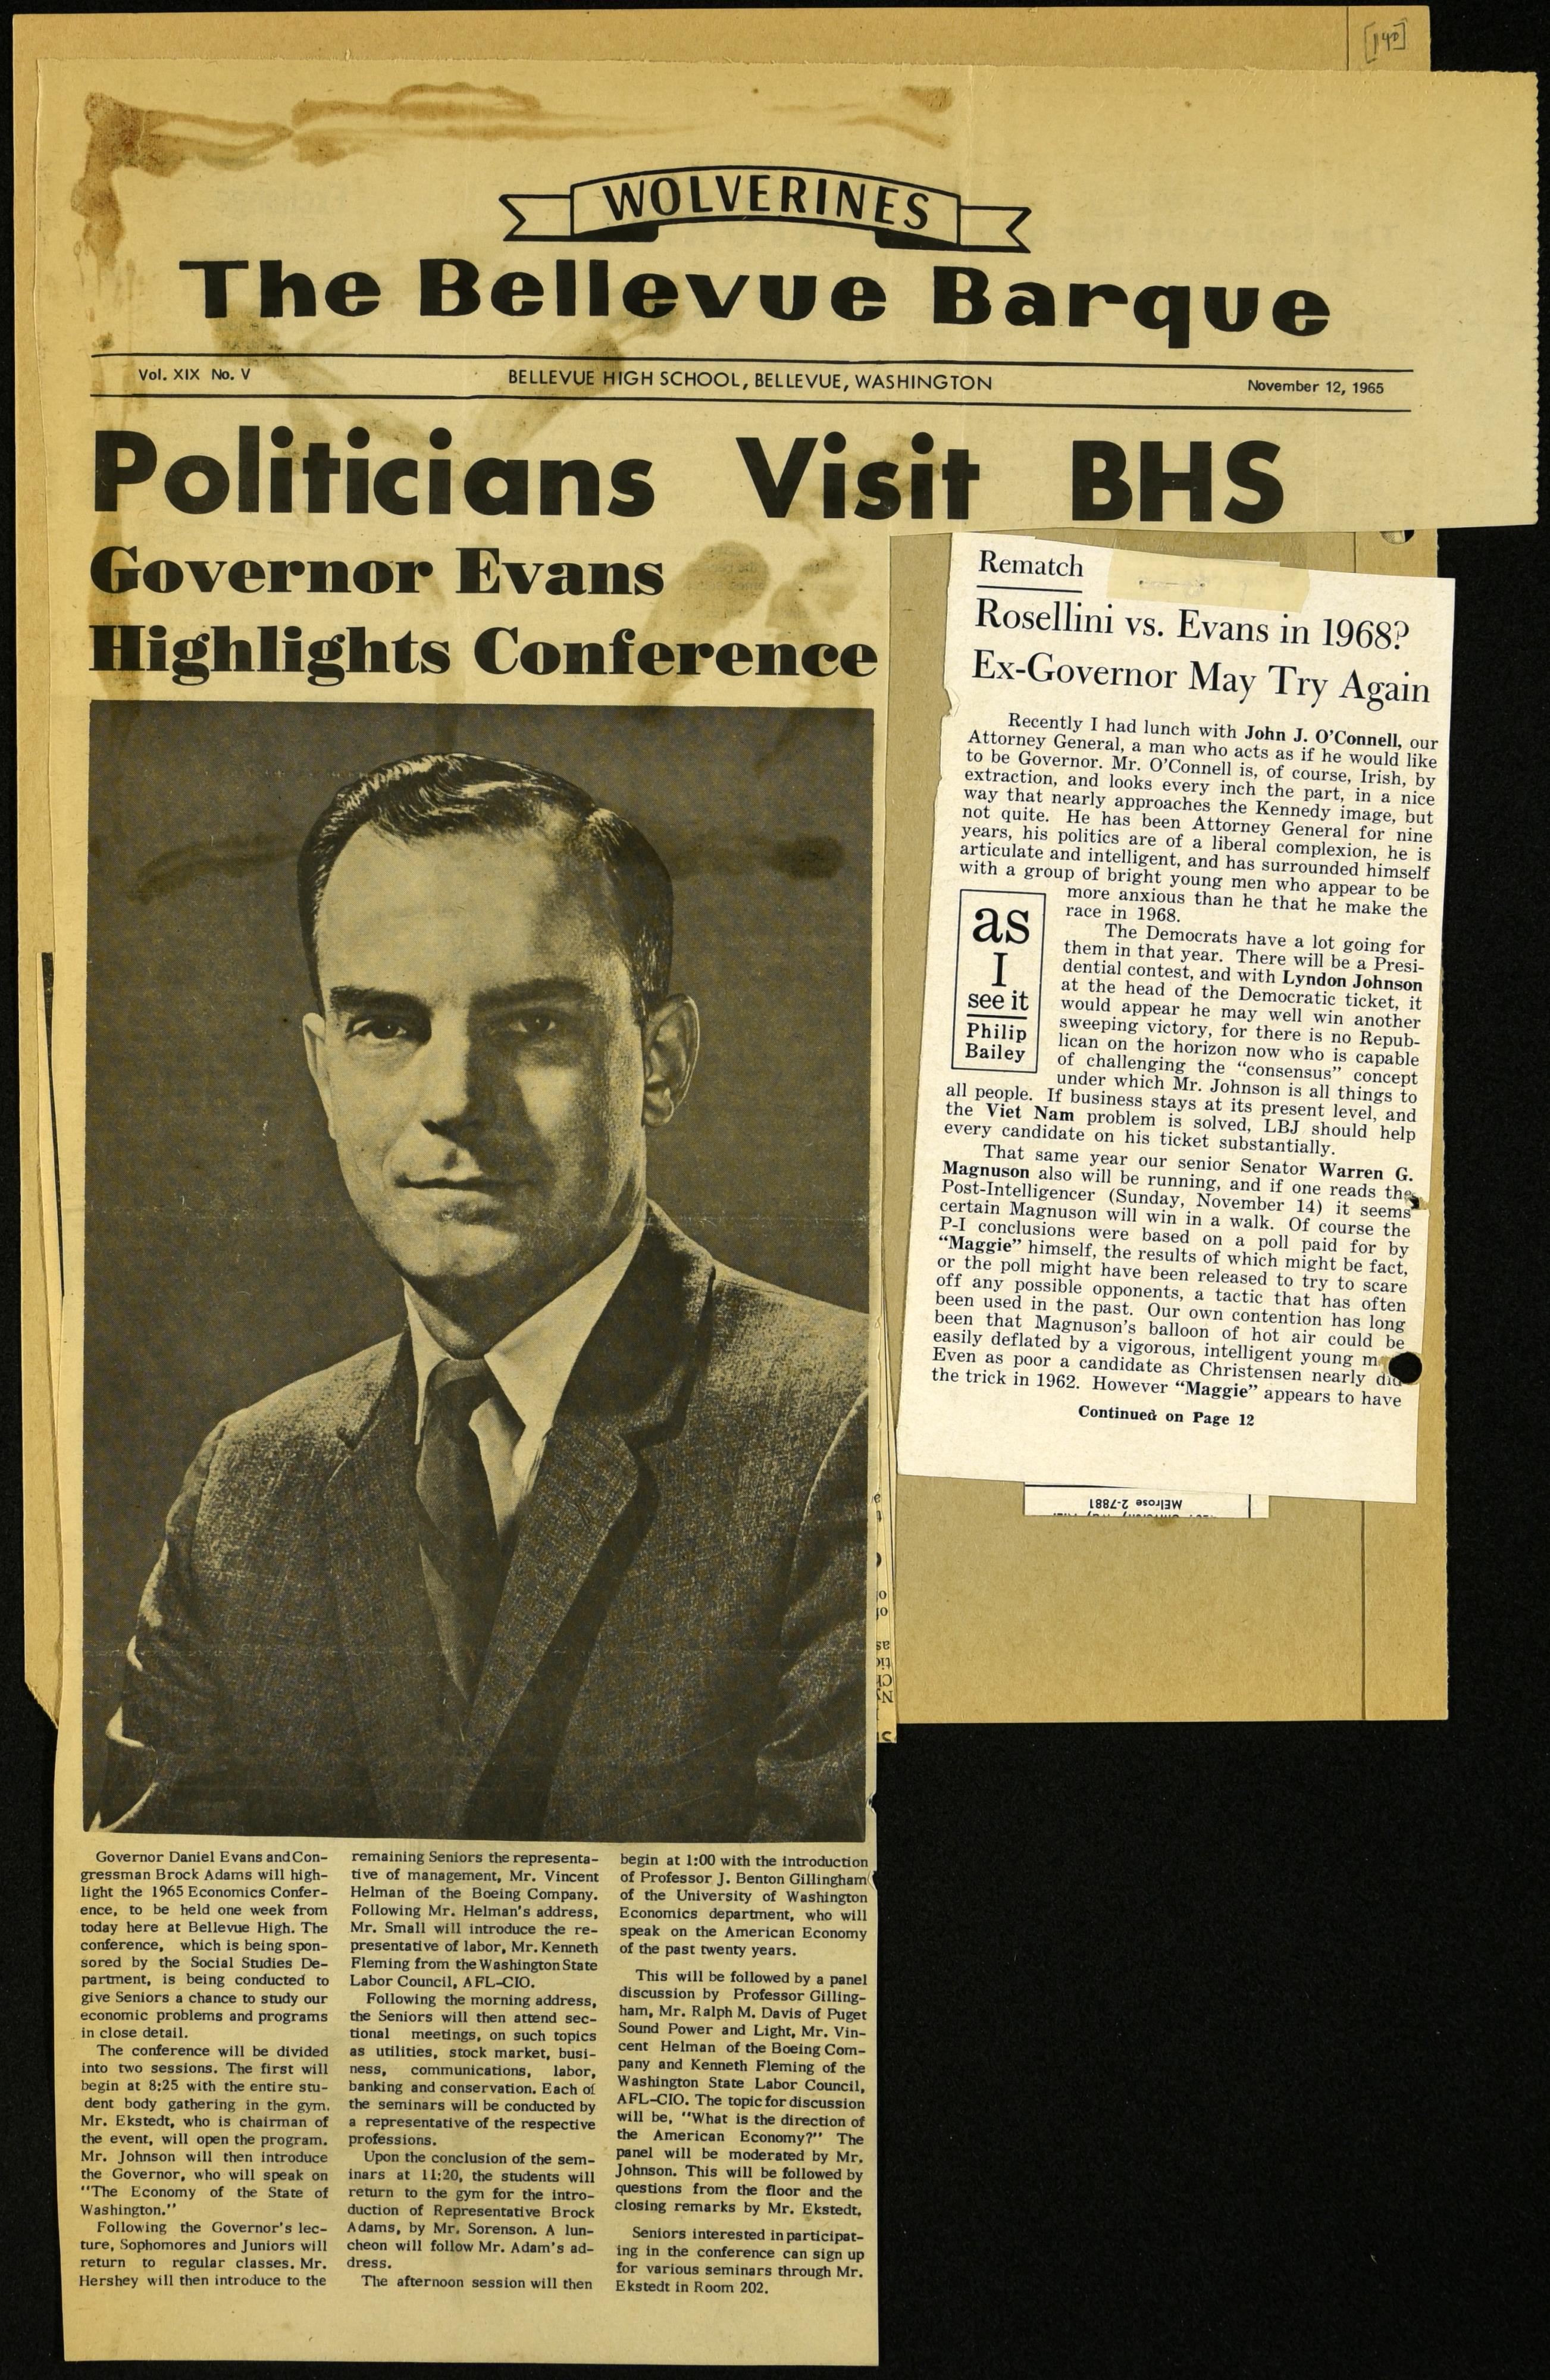 [140]
WOLVERINES
The Bellevue Barque
Vol. XIX No. V
BELLEVUE HIGH SCHOOL, BELLEVUE, WASHINGTON
November 12, 1965
Politicians Visit BHS
Governor Evans
Highlights Conference
Governor Daniel Evans and Con-
gressman Brock Adams will high-
light the 1965 Economics Confer-
ence, to be held one week from
today here at Bellevue High. The
conference, which is being spon-
sored by the Social Studies De-
partment, is being conducted to
give Seniors a chance to study our
economic problems and programs
in close detail.
The conference will be divided
into two sessions. The first will
begin at 8:25 with the entire stu-
dent body gathering in the gym.
Mr. Ekstedt, who is chairman of
the event, will open the program.
Mr. Johnson will then introduce
the Governor, who will speak on
"The Economy of the State of
Washington."
Following the Governor's lec-
ture, Sophomores and Juniors will
return to regular classes. Mr.
Hershey will then introduce to the
remaining Seniors the representa-
tive of management, Mr. Vincent
Helman of the Boeing Company.
Following Mr. Helman's address,
Mr. Small will introduce the re-
presentative of labor, Mr. Kenneth
Fleming from the Washington State
Labor Council, AFL-CIO.
Following the morning address,
the Seniors will then attend sec-
tional meetings, on such topics
as utilities, stock market, busi-
ness, communications, labor,
banking and conservation. Each of
the seminars will be conducted by
a representative of the respective
professions.
Upon the conclusion of the sem-
inars at 11:20, the students will
return to the gym for the intro-
duction of Representative Brock
Adams, by Mr. Sorenson. A lun-
cheon will follow Mr. Adam's ad-
dress.
The afternoon session will then
begin at 1:00 with the introduction
of Professor J. Benton Gillingham
of the University of Washington
Economics department, who will
speak on the American Economy
of the past twenty years.
This will be followed by a panel
discussion by Professor Gilling-
ham, Mr. Ralph M. Davis of Puget
Sound Power and Light, Mr. Vin-
cent Helman of the Boeing Com-
pany and Kenneth Fleming of the
Washington State Labor Council,
AFL-CIO. The topic for discussion
will be, "What is the direction of
the American Economy?" The
panel will be moderated by Mr.
Johnson. This will be followed by
questions from the floor and the
closing remarks by Mr. Ekstedt.
Seniors interested in participat-
ing in the conference can sign up
for various seminars through Mr.
Ekstedt in Room 202.
Rematch
Rosellini vs. Evans in 1968?
Ex-Governor May Try Again
Recently I had lunch with John J. O'Connell, our
Attorney General, a man who acts as if he would like
to be Governor. Mr. O'Connell is, of course, Irish, by
extraction, and looks every inch the part, in a nice
way that nearly approaches the Kennedy image, but
not quite. He has been Attorney General for nine
years, his politics are of a liberal complexion, he is
articulate and intelligent, and has surrounded himself
with a group of bright young men who appear to be
more anxious than he that he make the
race in 1968.
as
I
see it
Philip
Bailey
The Democrats have a lot going for
them in that year. There will be a Presi-
dential contest, and with Lyndon Johnson
at the head of the Democratic ticket, it
would appear he may well win another
sweeping victory, for there is no Repub-
lican on the horizon now who is capable
of challenging the "consensus" concept
under which Mr. Johnson is all things to
all people. If business stays at its present level, and
the Viet Nam problem is solved, LBJ should help
every candidate on his ticket substantially.
That same year our senior Senator Warren G.
Magnuson also will be running, and if one reads the
Post-Intelligencer (Sunday, November 14) it seems
certain Magnuson will win in a walk. Of course the
P-I conclusions were based on a poll paid for by
"Maggie" himself, the results of which might be fact,
or the poll might have been released to try to scare
off any possible opponents, a tactic that has often
been used in the past. Our own contention has long
been that Magnuson's balloon of hot air could be
easily deflated by a vigorous, intelligent young m
Even as poor a candidate as Christensen nearly did
the trick in 1962. However "Maggie" appears to have
Continued on Page 12
MElrose 2-7881